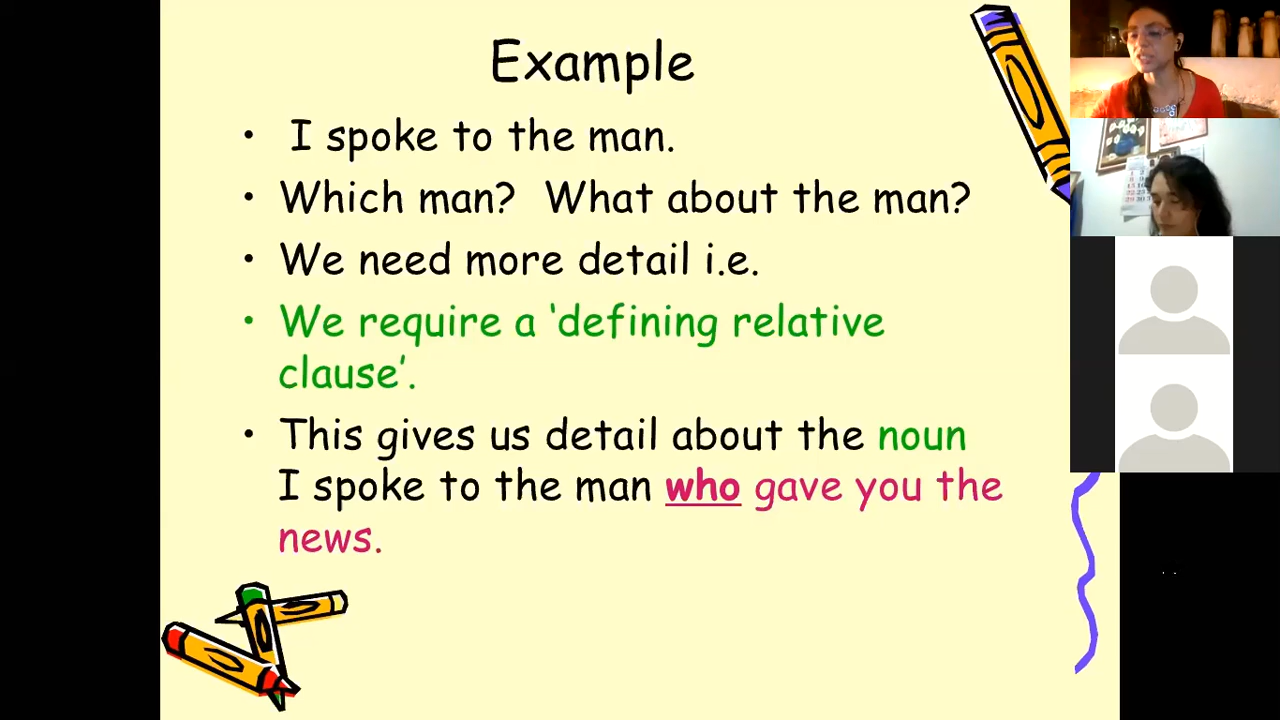 Example
• I spoke to the man.
• Which man? What about the man?
• We need more detail i.e.
• We require a ‘defining relative
clause’.
• This gives us detail about the noun
I spoke to the man who gave you the
news.